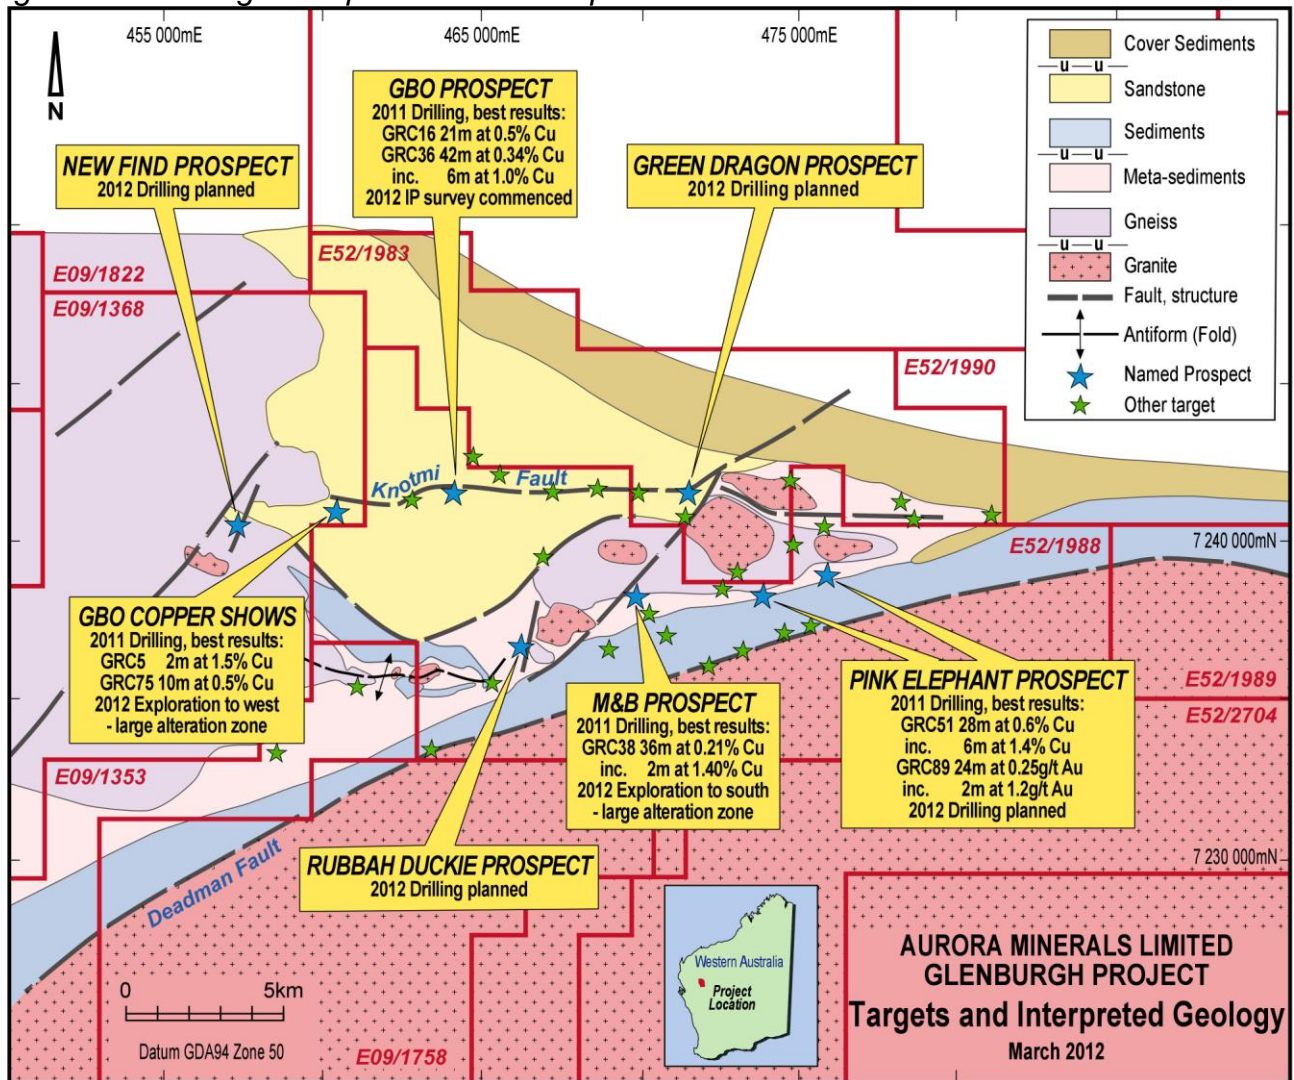 455 000mE
465 000mE
475 000mE
N
Cover Sediments
u u
Sandstone
Sediments
u u
Meta-sediments
Gneiss
u u
Granite
Fault, structure
Antiform (Fold)
Named Prospect
Other target
GBO PROSPECT
2011 Drilling, best results:
GRC16 21m at 0.5% Cu
GRC36 42m at 0.34% Cu
inc. 6m at 1.0% Cu
2012 IP survey commenced
NEW FIND PROSPECT
2012 Drilling planned
GREEN DRAGON PROSPECT
2012 Drilling planned
E09/1822
E52/1983
E09/1368
E52/1990
Knotmi Fault
E52/1988
7 240 000mN
GBO COPPER SHOWS
2011 Drilling, best results:
GRC5 2m at 1.5% Cu
GRC75 10m at 0.5% Cu
2012 Exploration to west
- large alteration zone
M&B PROSPECT
2011 Drilling, best results:
GRC38 36m at 0.21% Cu
inc. 2m at 1.40% Cu
2012 Exploration to south
- large alteration zone
PINK ELEPHANT PROSPECT
2011 Drilling, best results:
GRC51 28m at 0.6% Cu
inc. 6m at 1.4% Cu
GRC89 24m at 0.25g/t Au
inc. 2m at 1.2g/t Au
2012 Drilling planned
E52/1989
E52/2704
E09/1353
RUBBAH DUCKIE PROSPECT
2012 Drilling planned
7 230 000mN
Deadman Fault
0 5km
Datum GDA94 Zone 50
E09/1758
Western Australia
Project
Location
AURORA MINERALS LIMITED
GLENBURGH PROJECT
Targets and Interpreted Geology
March 2012